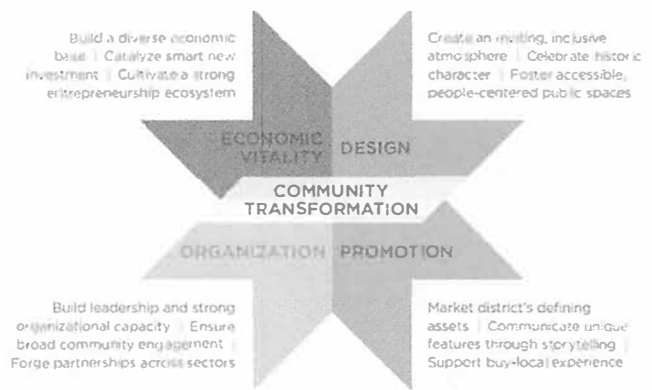 Build a diverse economic
base | Catalyze smart new
investment | Cultivate a strong
entrepreneurship ecosystem
Create an inviting, inclusive
atmosphere | Celebrate historic
character | Foster accessible,
people-centered public spaces
ECONOMIC
VITALITY
DESIGN
COMMUNITY
TRANSFORMATION
ORGANIZATION
PROMOTION
Build leadership and strong
organizational capacity | Ensure
broad community engagement |
Forge partnerships across sectors
Market district's defining
assets | Communicate unique
features through storytelling |
Support buy-local experience